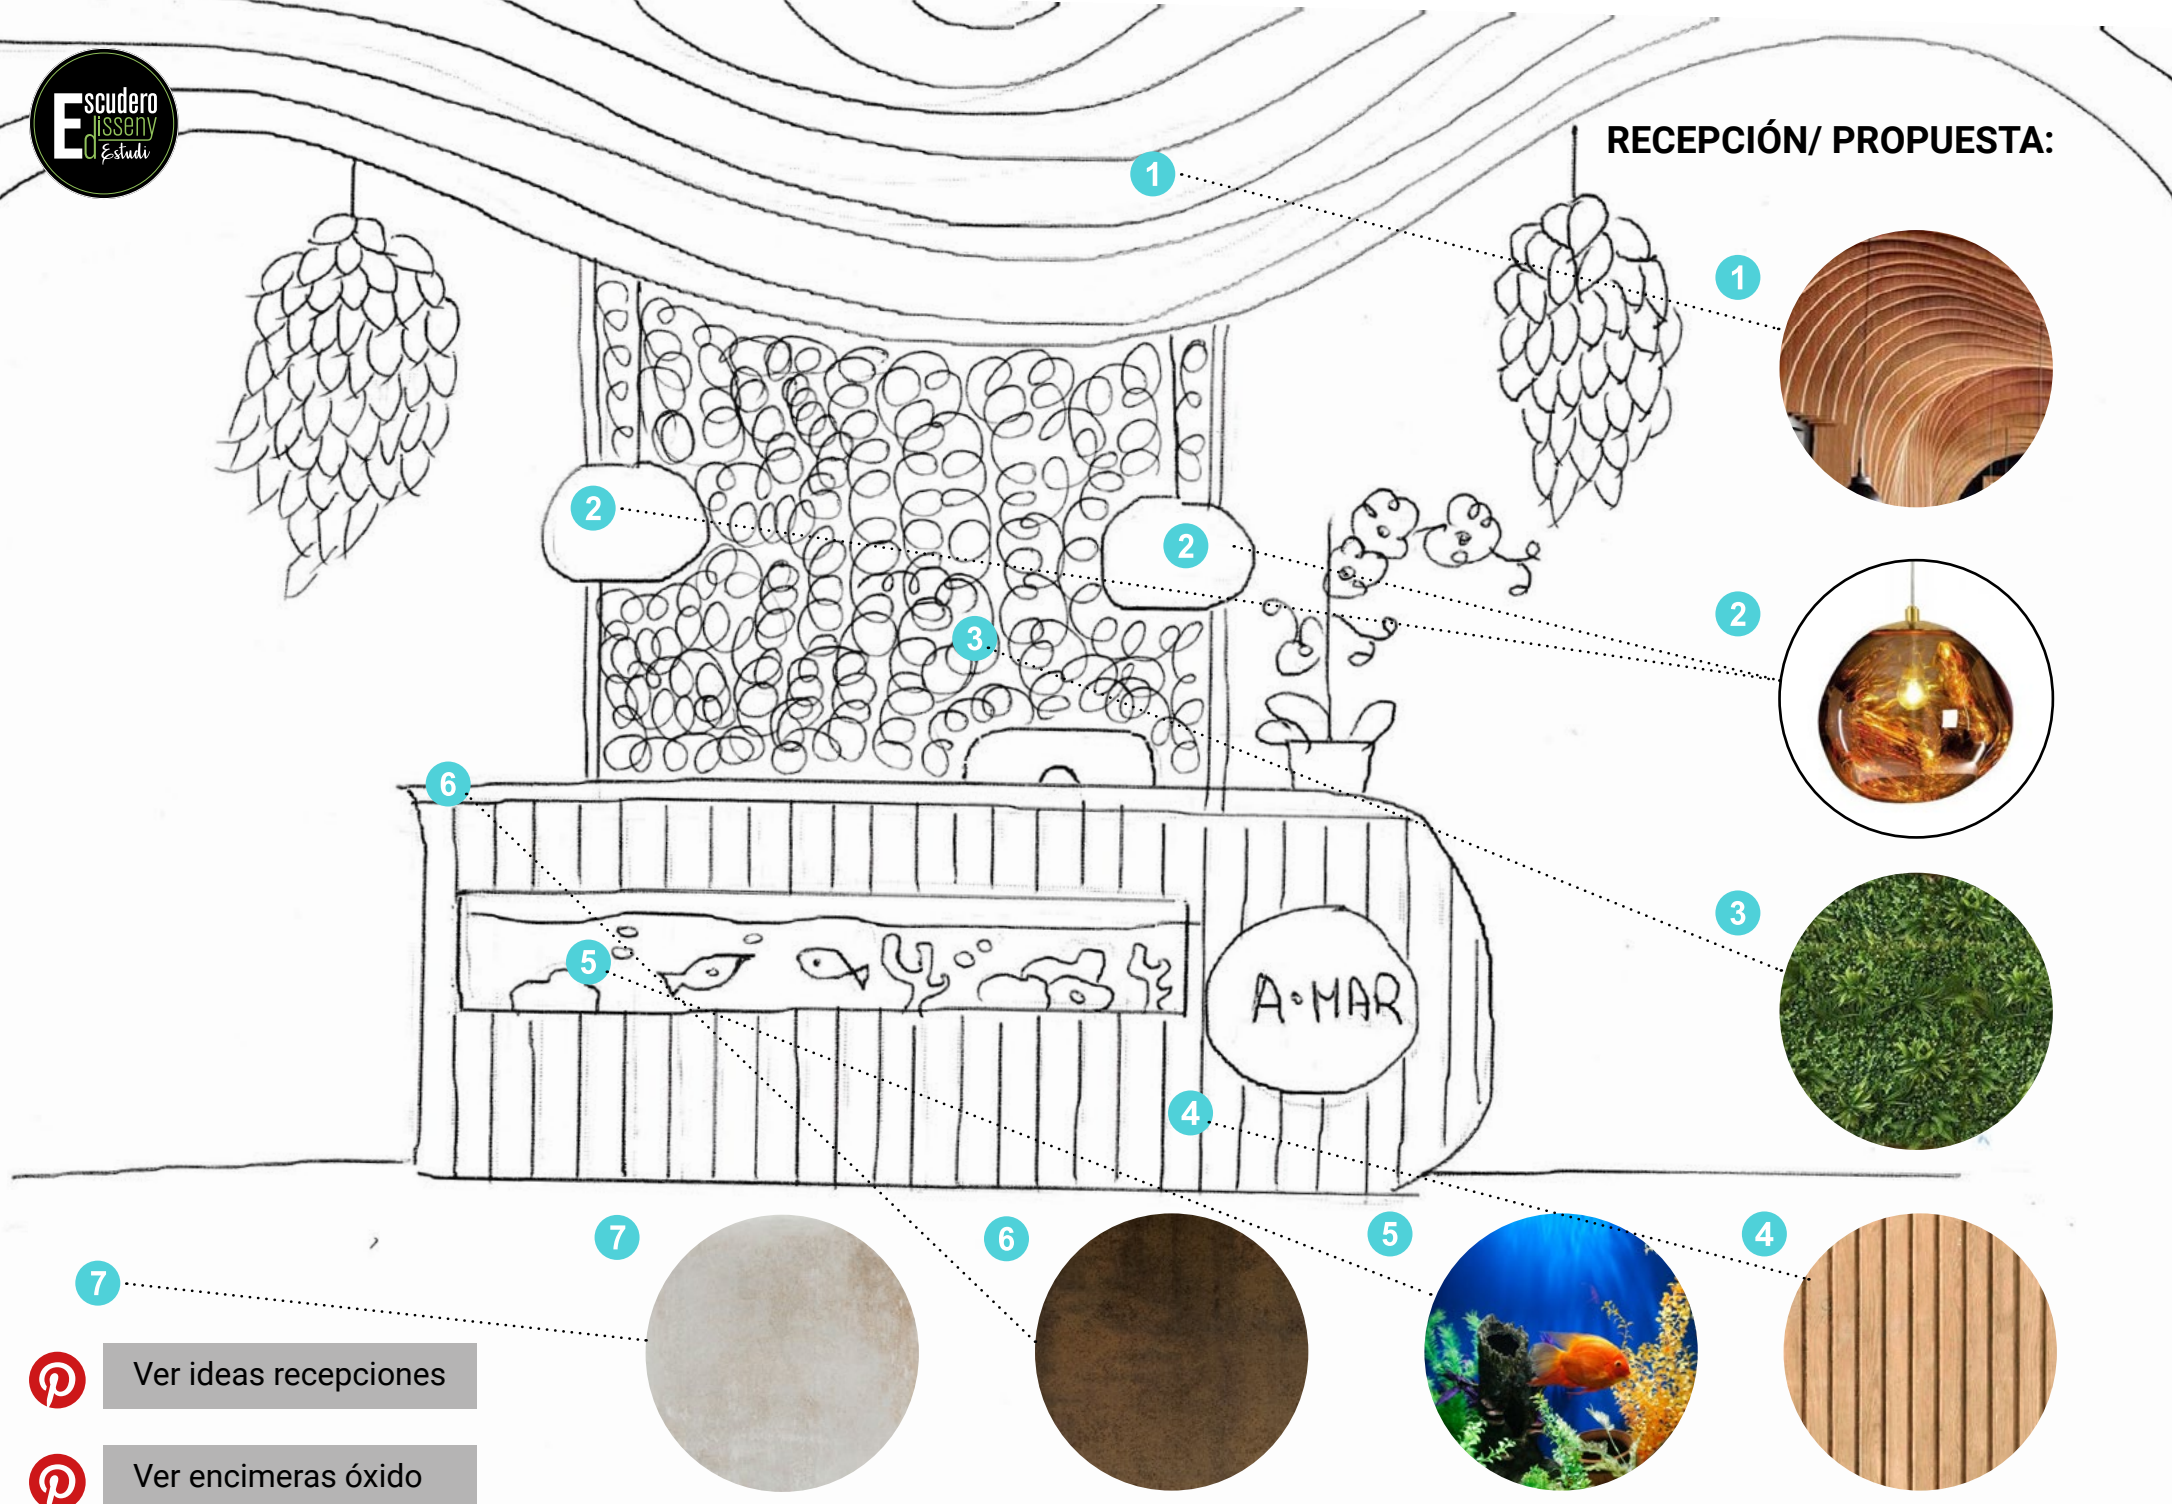 Escudero
disseny
Estudi
RECEPCIÓN/ PROPUESTA:
1
1
2
2
2
3
3
6
5
A·MAR
4
7
6
5
4
7
Ver ideas recepciones
Ver encimeras óxido